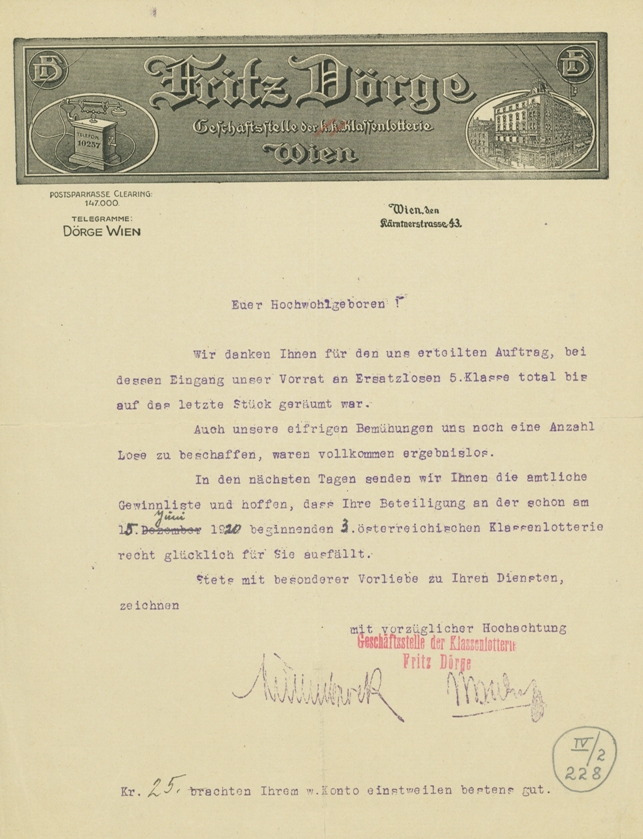 Fritz Dörge
Geschäftsstelle der k.k. Klassenlotterie
Wien
TELEFON
10257
POSTSPARKASSE CLEARING:
147.000
TELEGRAMME:
DÖRGE WIEN
Wien, den
Kärntnerstrasse 43.
Euer Hochwohlgeboren !
Wir danken Ihnen für den uns erteilten Auftrag, bei
dessen Eingang unser Vorrat an Ersatzlosen 5.Klasse total bis
auf das letzte Stück geräumt war.
Auch unsere eifrigen Bemühungen uns noch eine Anzahl
Lose zu beschaffen, waren vollkommen ergebnislos.
In den nächsten Tagen senden wir Ihnen die amtliche
Gewinnliste und hoffen, dass Ihre Beteiligung an der schon am
Juni
15. Dezember 1920 beginnenden 3.österreichischen Klassenlotterie
recht glücklich für Sie ausfällt.
Stets mit besonderer Vorliebe zu Ihren Diensten,
zeichnen
mit vorzüglicher Hochachtung
Geschäftsstelle der Klassenlotterie
Fritz Dörge
IV/2
228
Kr. 25. brachten Ihrem w.Konto einstweilen bestens gut.